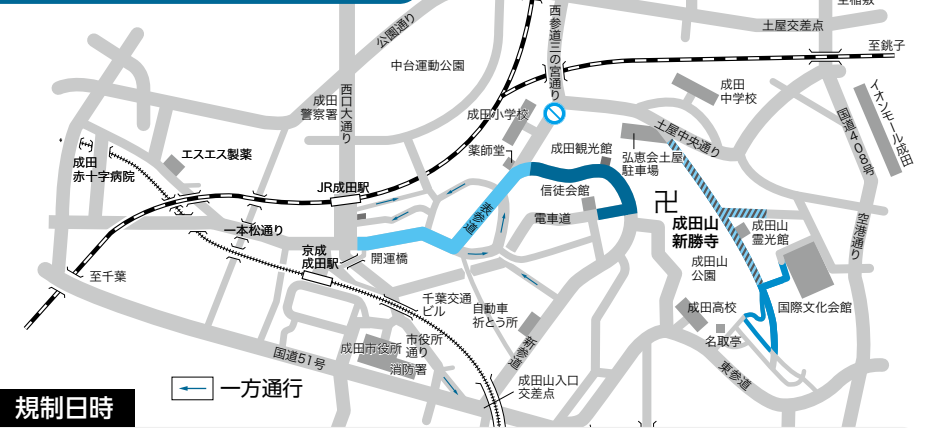 至稲敷
土屋交差点
至銚子
公園通り
西参道三の宮通り
中台運動公園
成田
中学校
イオンモール成田
国道408号
西口大通り
成田
警察署
成田小学校
土屋中央通り
薬師堂
成田観光館
弘恵会土屋
駐車場
エスエス製薬
成田
赤十字病院
JR成田駅
信徒会館
表参道
電車道
卍
成田山
新勝寺
成田山
霊光館
空港通り
一本松通り
京成
成田駅
開運橋
成田山
公園
至千葉
千葉交通
ビル
自動車
祈とう所
成田高校
国際文化会館
名取亭
新参道
市役所
通り
成田市役所
消防署
国道51号
東参道
成田山入口
交差点
一方通行
規制日時